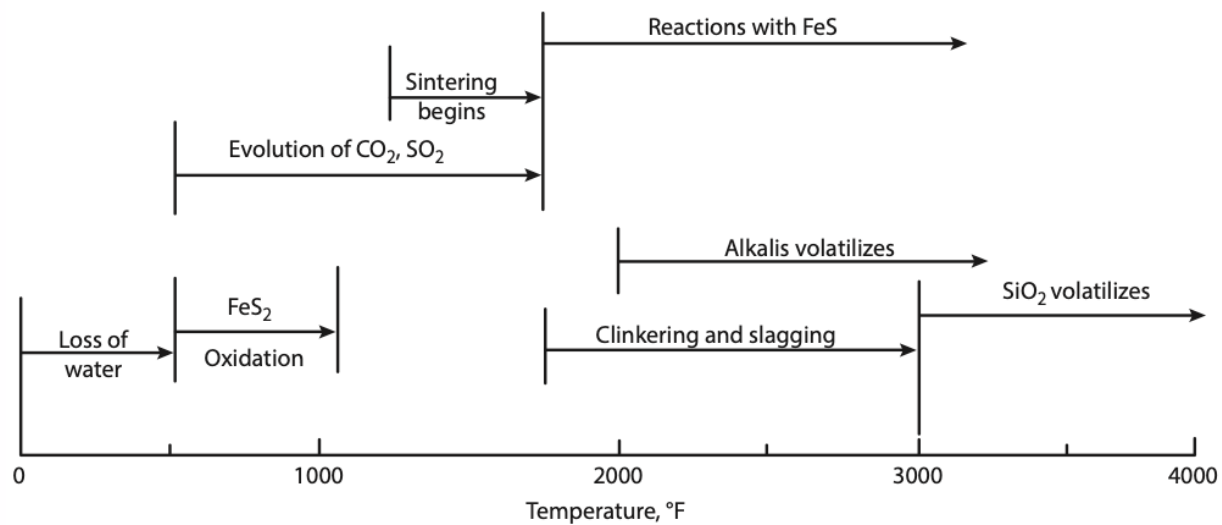 Reactions with FeS
Sintering
begins
Evolution of CO₂, SO₂
Alkalis volatilizes
SiO₂ volatilizes
FeS₂
Loss of
water
Oxidation
Clinkering and slagging
0
1000
2000
3000
4000
Temperature, °F